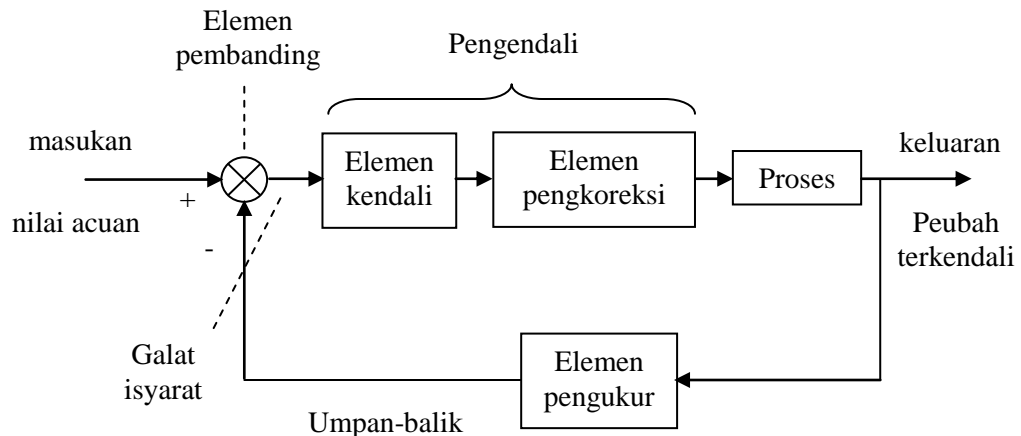 Elemen
pembanding
Pengendali
masukan
nilai acuan
+
-
Elemen
kendali
Elemen
pengkoreksi
Proses
keluaran
Peubah
terkendali
Galat
isyarat
Elemen
pengukur
Umpan-balik